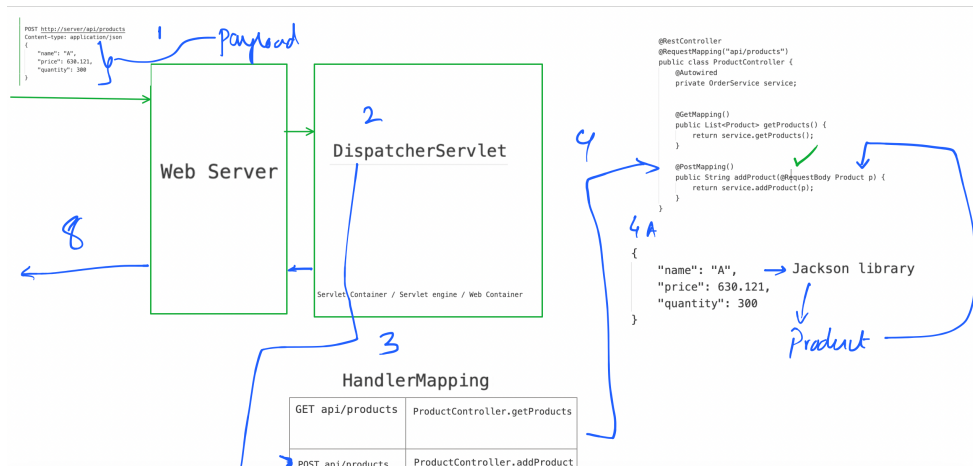 POST http://server/api/products
Content-type: application/json
{
"name": "A",
"price": 630.121,
"quantity": 300
}
1
Payload
Web Server
2
DispatcherServlet
Servlet Container / Servlet engine / Web Container
8
3
HandlerMapping
GET api/products
ProductController.getProducts
POST api/products
ProductController.addProduct
4
@RestController
@RequestMapping("api/products")
public class ProductController {
@Autowired
private OrderService service;
@GetMapping()
public List<Product> getProducts() {
return service.getProducts();
}
@PostMapping()
public String addProduct(@RequestBody Product p) {
return service.addProduct(p);
}
}
4A
{
"name": "A",
"price": 630.121,
"quantity": 300
}
Jackson library
Product